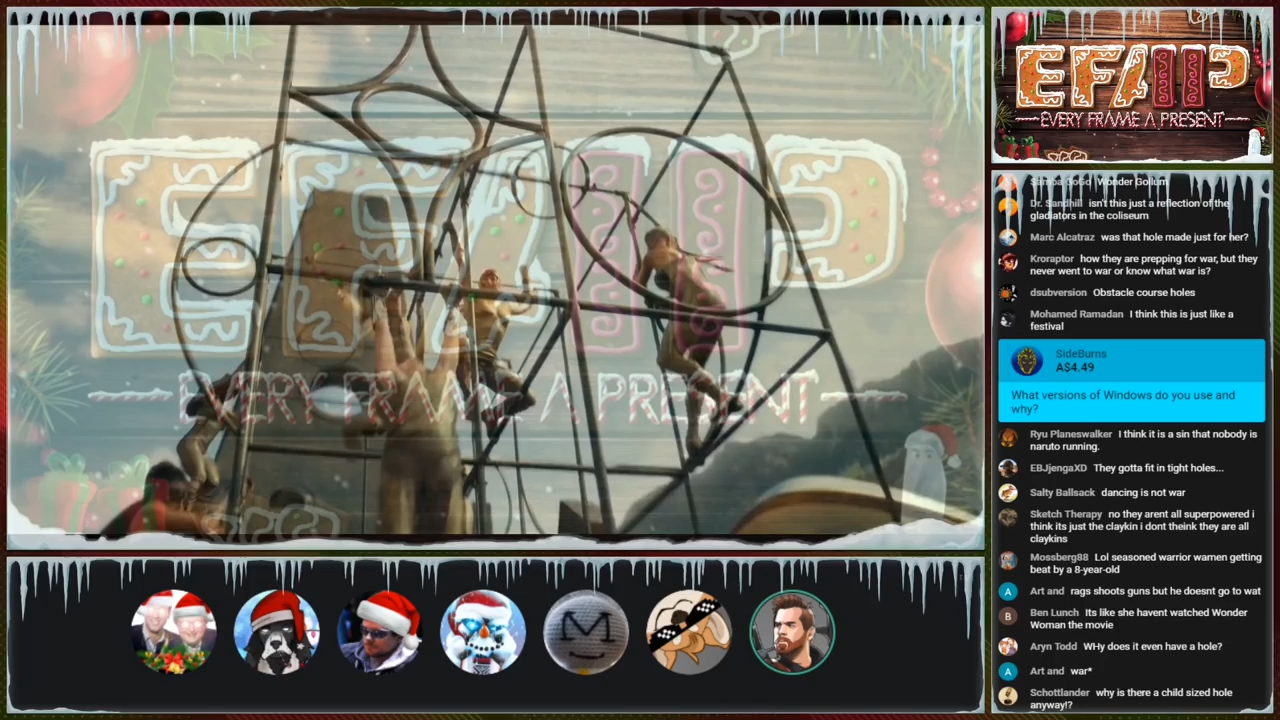 EFAP
EVERY FRAME A PRESENT
EFAP
EVERY FRAME A PRESENT
Wonder Gollum
Dr. Sandhill isn't this just a reflection of the
gladiators in the coliseum
Marc Alcatraz was that hole made just for her?
Kroraptor how they are prepping for war, but they
never went to war or know what war is?
dsubversion Obstacle course holes
Mohamed Ramadan I think this is just like a
festival
SideBurns
A$4.49
What versions of Windows do you use and
why?
Ryu Planeswalker I think it is a sin that nobody is
naruto running.
EBJjengaXD They gotta fit in tight holes...
Salty Ballsack dancing is not war
Sketch Therapy no they arent all superpowered i
think its just the claykin i dont theink they are all
claykins
Mossberg88 Lol seasoned warrior wamen getting
beat by a 8-year-old
A Art and rags shoots guns but he doesnt go to wat
B Ben Lunch Its like she havent watched Wonder
Woman the movie
Aryn Todd WHy does it even have a hole?
A Art and war*
Schottlander why is there a child sized hole
anyway!?
M